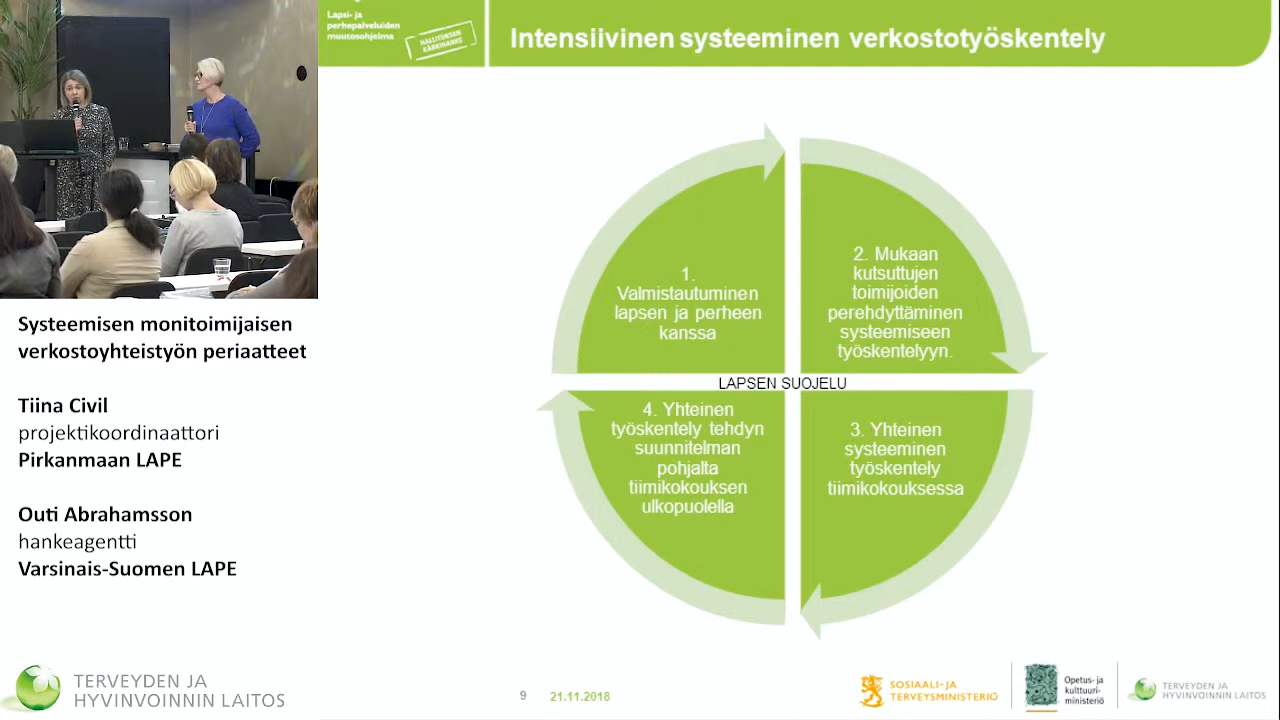 Lapsi- ja
perhepalveluiden
muutosohjelma
HALLITUKSEN
KÄRKIHANKE
Intensiivinen systeeminen verkostotyöskentely
1.
Valmistautuminen
lapsen ja perheen
kanssa
2. Mukaan
kutsuttujen
toimijoiden
perehdyttäminen
systeemiseen
työskentelyyn.
LAPSEN SUOJELU
4. Yhteinen
työskentely tehdyn
suunnitelman
pohjalta
tiimikokouksen
ulkopuolella
3. Yhteinen
systeeminen
työskentely
tiimikokouksessa
Systeemisen monitoimijaisen
verkostoyhteistyön periaatteet
Tiina Civil
projektikoordinaattori
Pirkanmaan LAPE
Outi Abrahamsson
hankeagentti
Varsinais-Suomen LAPE
TERVEYDEN JA
HYVINVOINNIN LAITOS
9 21.11.2018
SOSIAALI- JA
TERVEYSMINISTERIÖ
Opetus- ja
kulttuuri-
ministeriö
TERVEYDEN JA
HYVINVOINNIN LAITOS